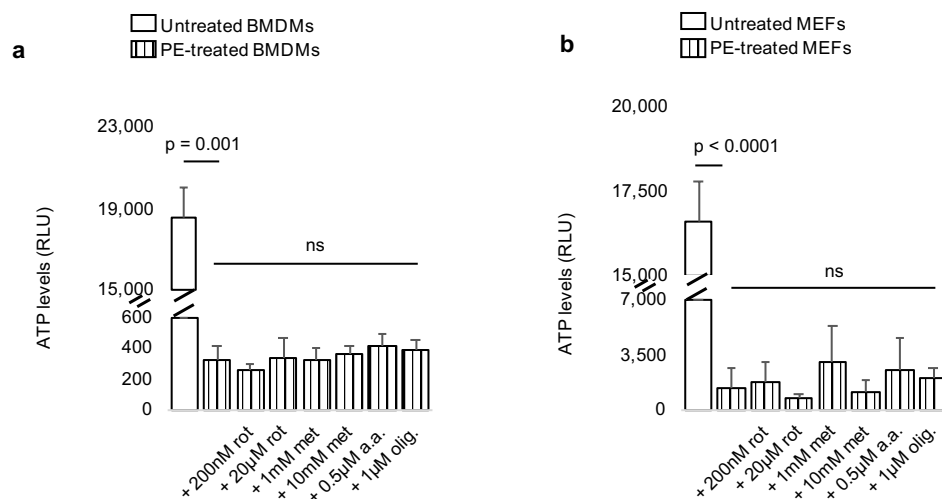 a
Untreated BMDMs
PE-treated BMDMs
ATP levels (RLU)
23,000
19,000
15,000
600
400
200
0
p = 0.001
ns
+ 200nM rot
+ 20µM rot
+ 1mM met
+ 10mM met
+ 0.5µM a.a.
+ 1µM olig.
b
Untreated MEFs
PE-treated MEFs
ATP levels (RLU)
20,000
17,500
15,000
7,000
3,500
0
p < 0.0001
ns
+ 200nM rot
+ 20µM rot
+ 1mM met
+ 10mM met
+ 0.5µM a.a.
+ 1µM olig.